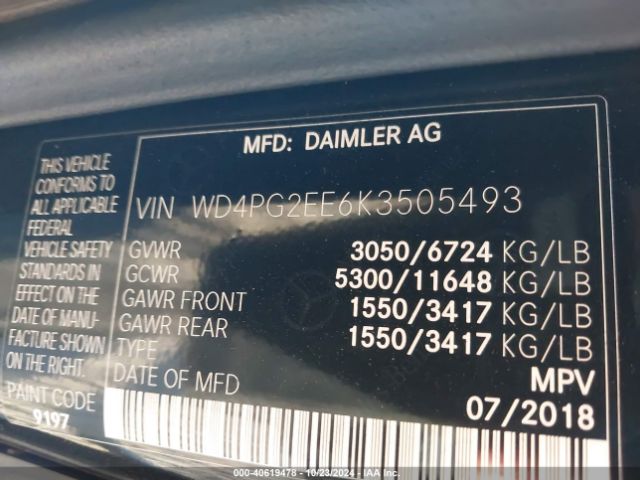 MFD: DAIMLER AG
THIS VEHICLE
CONFORMS TO
ALL APPLICABLE
FEDERAL
VEHICLE SAFETY
STANDARDS IN
EFFECT ON THE
DATE OF MANU-
FACTURE SHOWN
ON THE RIGHT.
PAINT CODE
9197
VIN WD4PG2EE6K3505493
GVWR 3050/6724 KG/LB
GCWR 5300/11648 KG/LB
GAWR FRONT 1550/3417 KG/LB
GAWR REAR 1550/3417 KG/LB
TYPE MPV
DATE OF MFD 07/2018
000-40619478 - 10/23/2024 - IAA Inc.